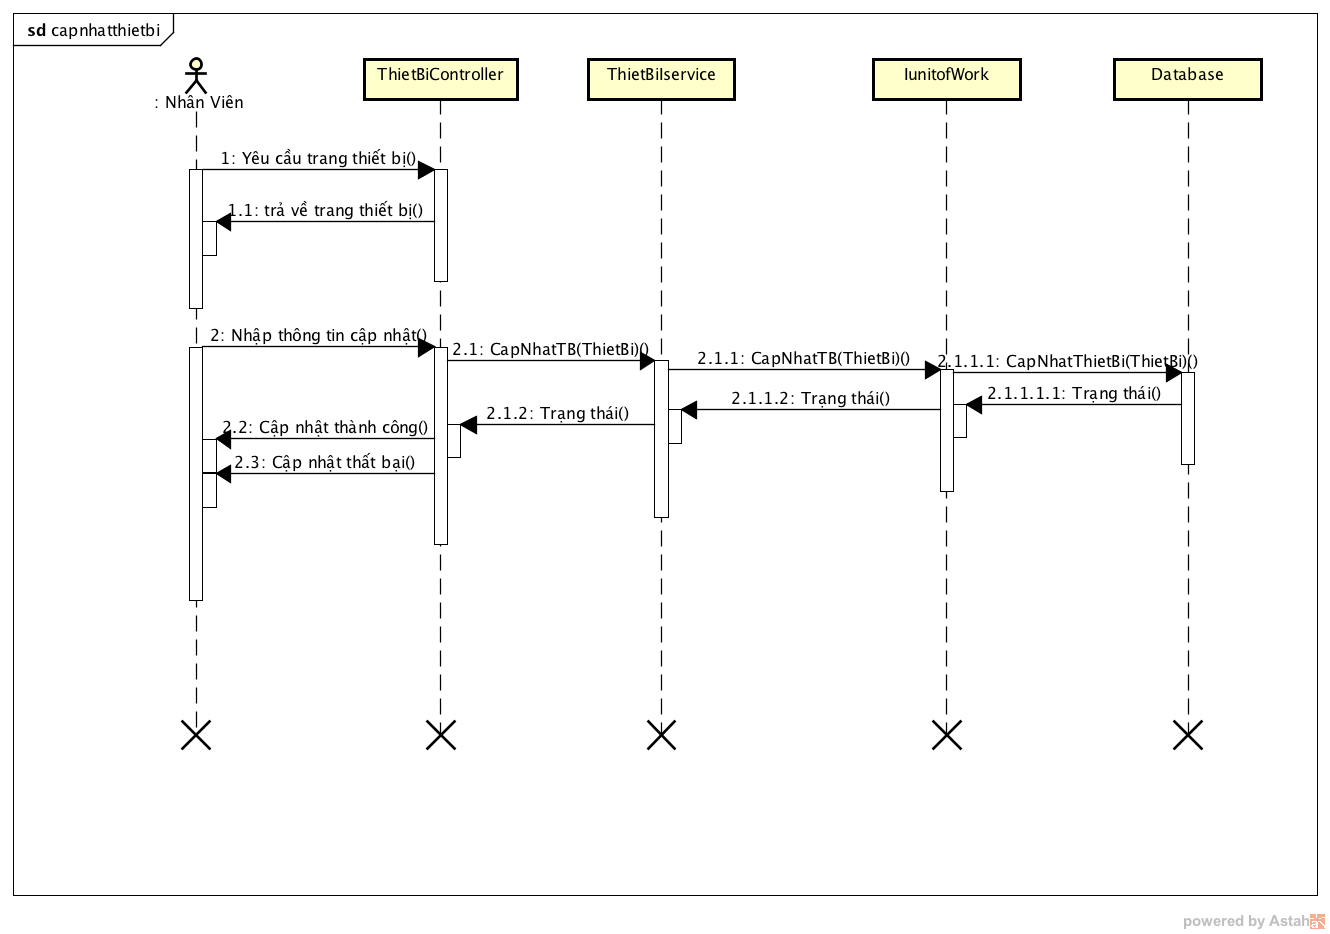 sd capnhatthietbi
: Nhân Viên
ThietBiController
ThietBiIservice
IunitofWork
Database
1: Yêu cầu trang thiết bị()
1.1: trả về trang thiết bị()
2: Nhập thông tin cập nhật()
2.1: CapNhatTB(ThietBi)()
2.1.1: CapNhatTB(ThietBi)()
2.1.1.1: CapNhatThietBi(ThietBi)()
2.1.1.1.1: Trạng thái()
2.1.1.2: Trạng thái()
2.1.2: Trạng thái()
2.2: Cập nhật thành công()
2.3: Cập nhật thất bại()
powered by Astah